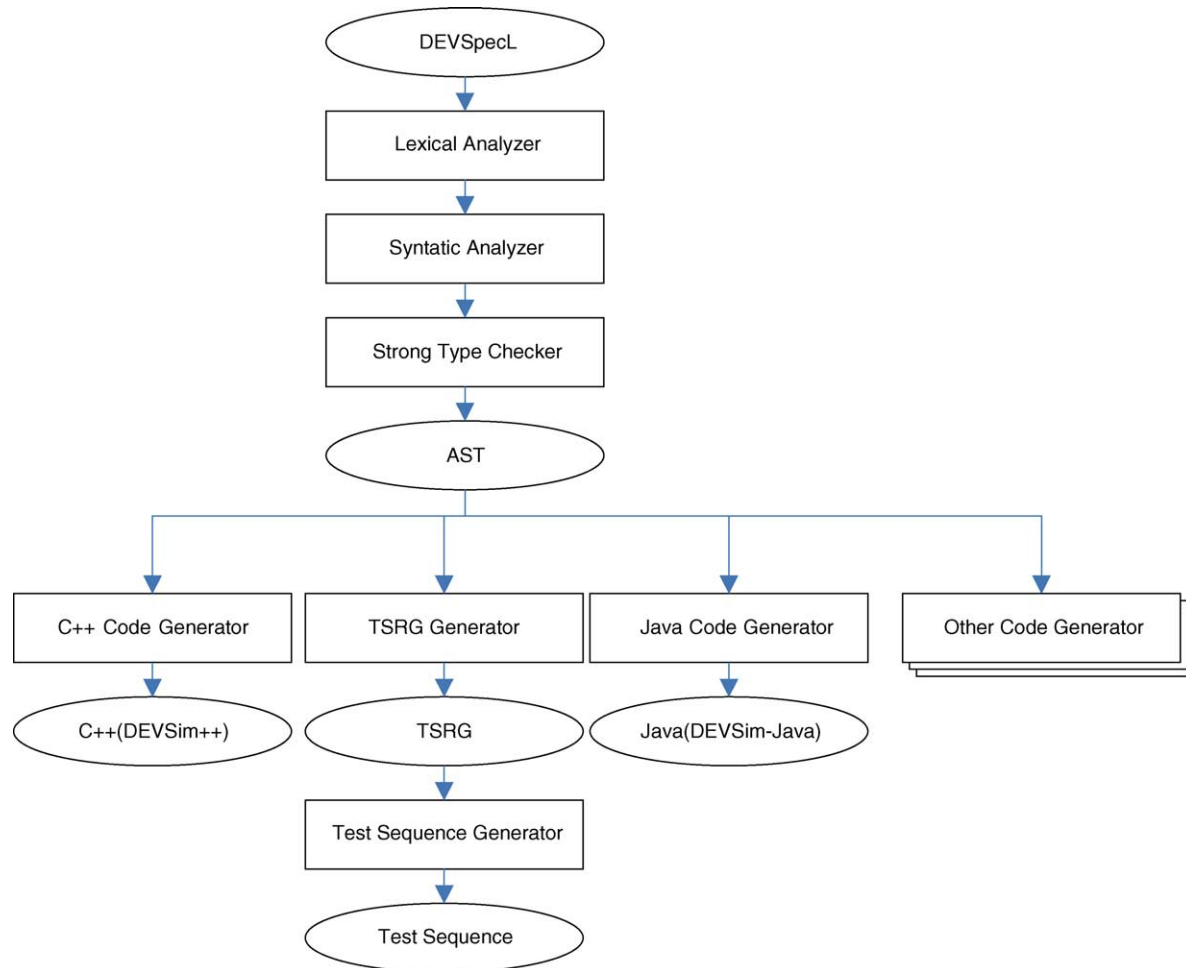 DEVSpecL
Lexical Analyzer
Syntatic Analyzer
Strong Type Checker
AST
C++ Code Generator
TSRG Generator
Java Code Generator
Other Code Generator
C++(DEVSim++)
TSRG
Java(DEVSim-Java)
Test Sequence Generator
Test Sequence